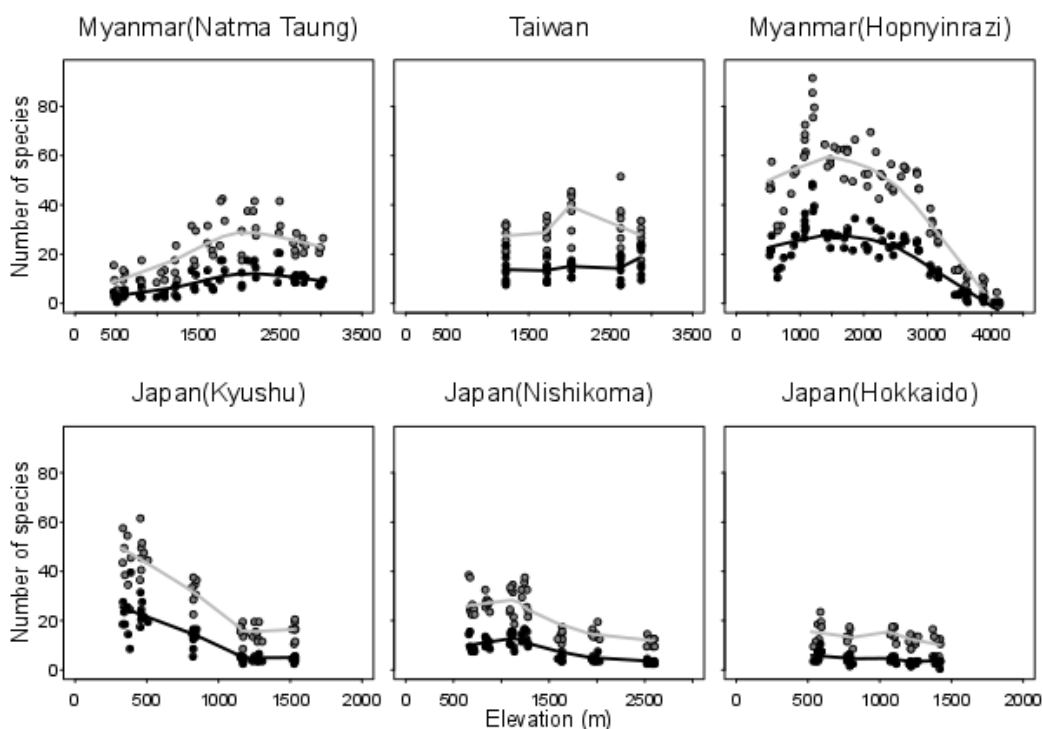 Myanmar(Natma Taung)
Taiwan
Myanmar(Hopnyinrazi)
Number of species
80
60
40
20
0
0 500 1500 2500 3500
0 500 1500 2500 3500
0 1000 2000 3000 4000
Japan(Kyushu)
Japan(Nishikoma)
Japan(Hokkaido)
Number of species
80
60
40
20
0
0 500 1000 1500 2000
0 500 1500 2500
0 500 1000 1500 2000
Elevation (m)